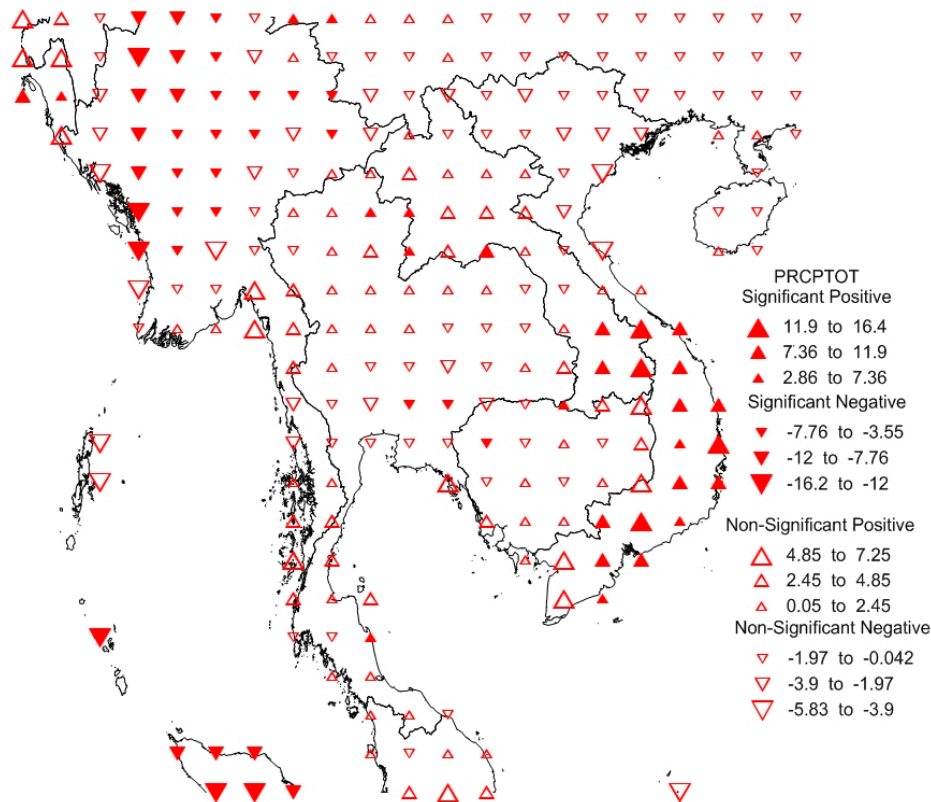 PRCPTOT
Significant Positive
11.9 to 16.4
7.36 to 11.9
2.86 to 7.36
Significant Negative
-7.76 to -3.55
-12 to -7.76
-16.2 to -12
Non-Significant Positive
4.85 to 7.25
2.45 to 4.85
0.05 to 2.45
Non-Significant Negative
-1.97 to -0.042
-3.9 to -1.97
-5.83 to -3.9